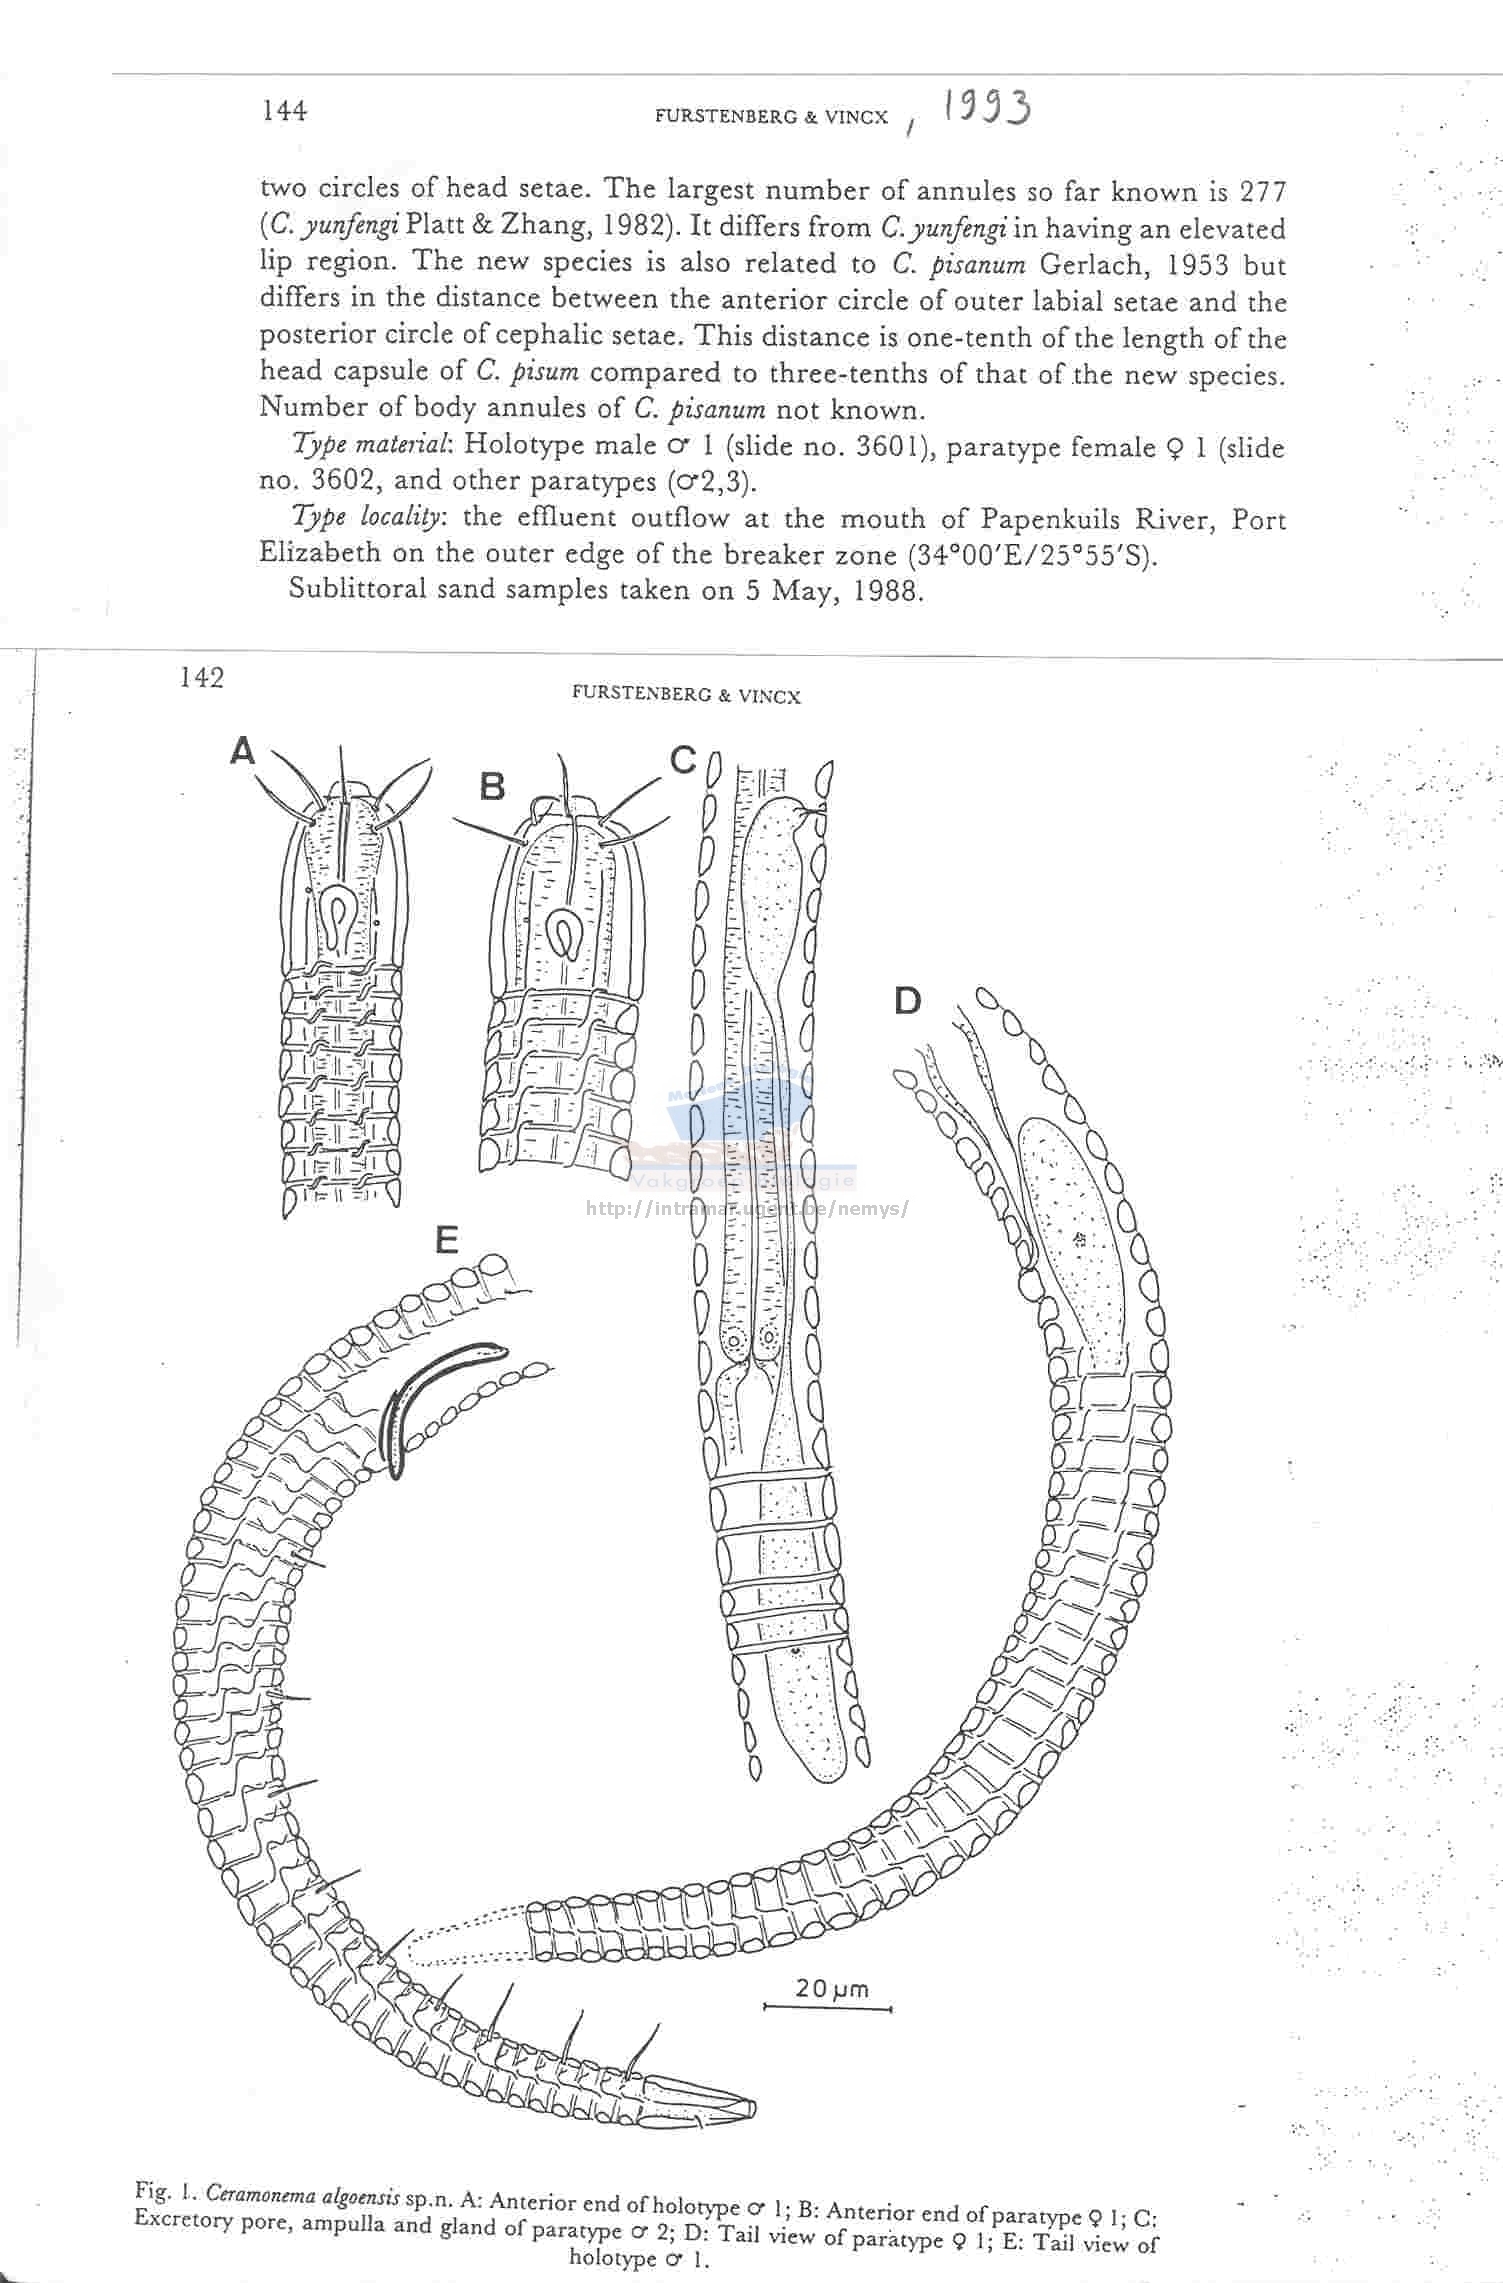 144
FURSTENBERG & VINCX , 1993
two circles of head setae. The largest number of annules so far known is 277
(C. yunfengi Platt & Zhang, 1982). It differs from C. yunfengi in having an elevated
lip region. The new species is also related to C. pisanum Gerlach, 1953 but
differs in the distance between the anterior circle of outer labial setae and the
posterior circle of cephalic setae. This distance is one-tenth of the length of the
head capsule of C. pisum compared to three-tenths of that of the new species.
Number of body annules of C. pisanum not known.
Type material: Holotype male ♂ 1 (slide no. 3601), paratype female ♀ 1 (slide
no. 3602, and other paratypes (♂2,3).
Type locality: the effluent outflow at the mouth of Papenkuils River, Port
Elizabeth on the outer edge of the breaker zone (34°00′E/25°55′S).
Sublittoral sand samples taken on 5 May, 1988.
142
FURSTENBERG & VINCX
A
B
C
D
Vakgroep Biologie
http://intramar.ugent.be/nemys/
E
20 µm
Fig. 1. Ceramonema algoensis sp.n. A: Anterior end of holotype ♂ 1; B: Anterior end of paratype ♀ 1; C:
Excretory pore, ampulla and gland of paratype ♂ 2; D: Tail view of paratype ♀ 1; E: Tail view of
holotype ♂ 1.